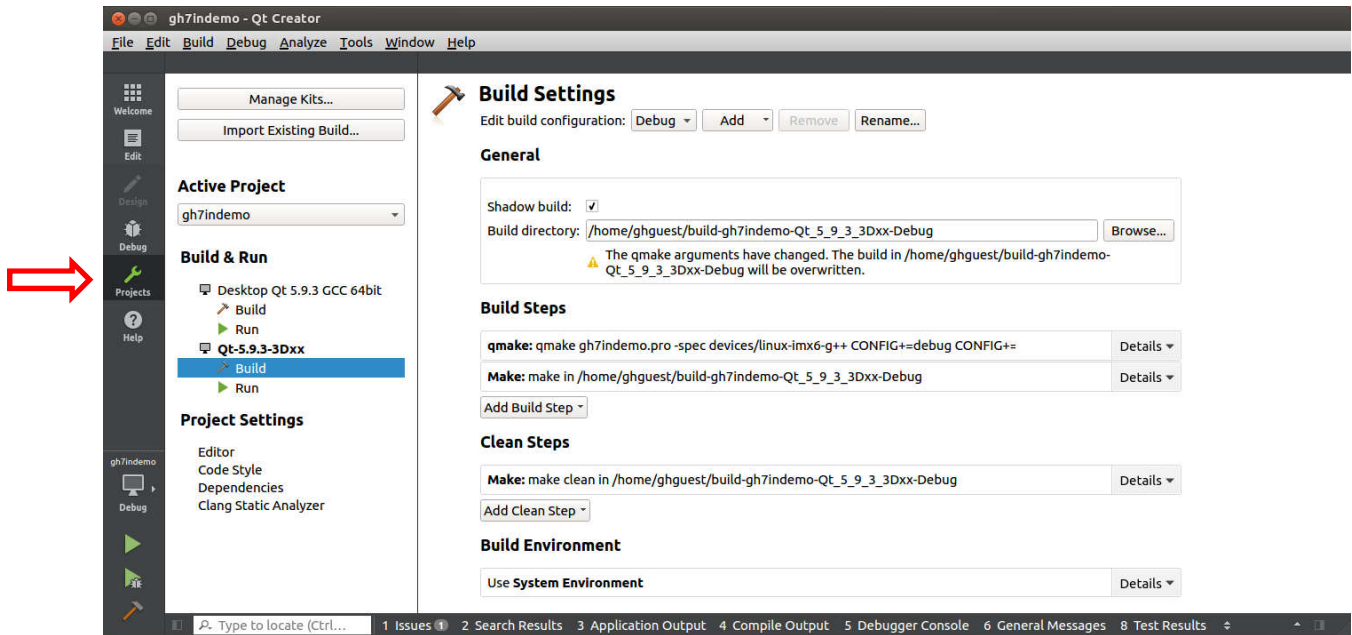 gh7indemo - Qt Creator
File Edit Build Debug Analyze Tools Window Help
Welcome
Edit
Design
Debug
Projects
Help
gh7indemo
Debug
Manage Kits...
Import Existing Build...
Active Project
gh7indemo
Build & Run
Desktop Qt 5.9.3 GCC 64bit
Build
Run
Qt-5.9.3-3Dxx
Build
Run
Project Settings
Editor
Code Style
Dependencies
Clang Static Analyzer
Build Settings
Edit build configuration: Debug Add Remove Rename...
General
Shadow build:
Build directory: /home/ghguest/build-gh7indemo-Qt_5_9_3_3Dxx-Debug Browse...
The qmake arguments have changed. The build in /home/ghguest/build-gh7indemo-
Qt_5_9_3_3Dxx-Debug will be overwritten.
Build Steps
qmake: qmake gh7indemo.pro -spec devices/linux-imx6-g++ CONFIG+=debug CONFIG+= Details
Make: make in /home/ghguest/build-gh7indemo-Qt_5_9_3_3Dxx-Debug Details
Add Build Step
Clean Steps
Make: make clean in /home/ghguest/build-gh7indemo-Qt_5_9_3_3Dxx-Debug Details
Add Clean Step
Build Environment
Use System Environment Details
Type to locate (Ctrl... 1 Issues 1 2 Search Results 3 Application Output 4 Compile Output 5 Debugger Console 6 General Messages 8 Test Results